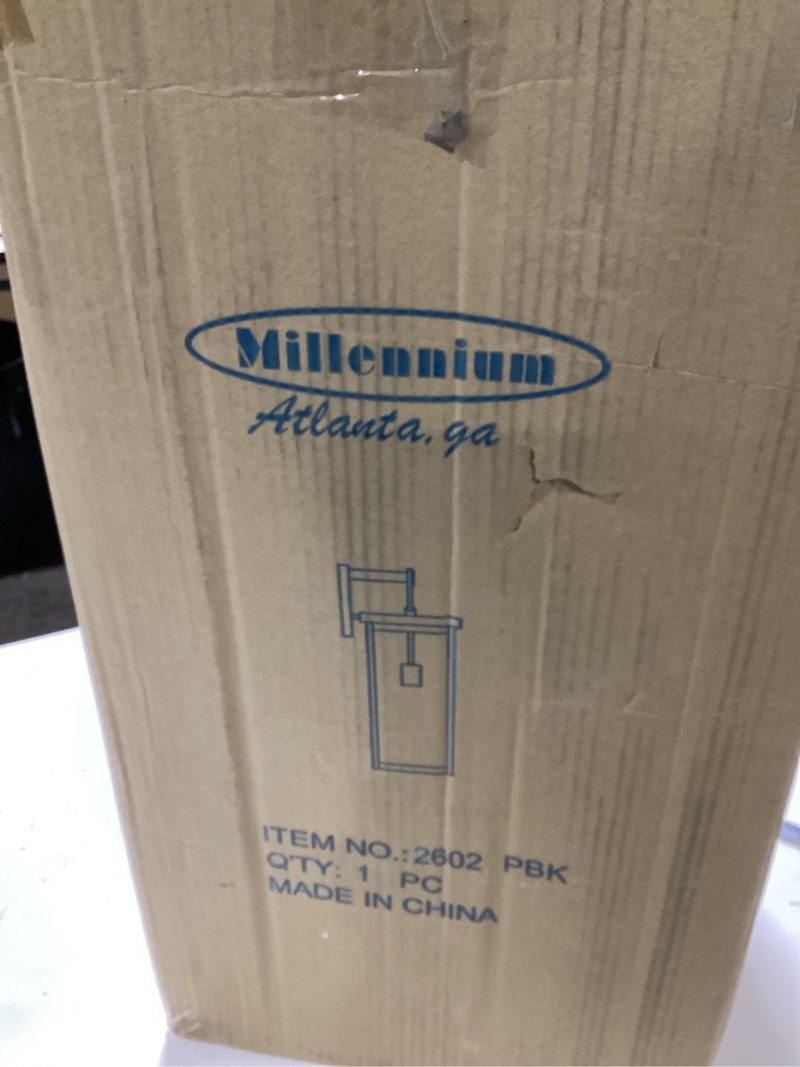 Millennium
Atlanta, ga
ITEM NO.: 2602 PBK
Q'TY: 1 PC
MADE IN CHINA